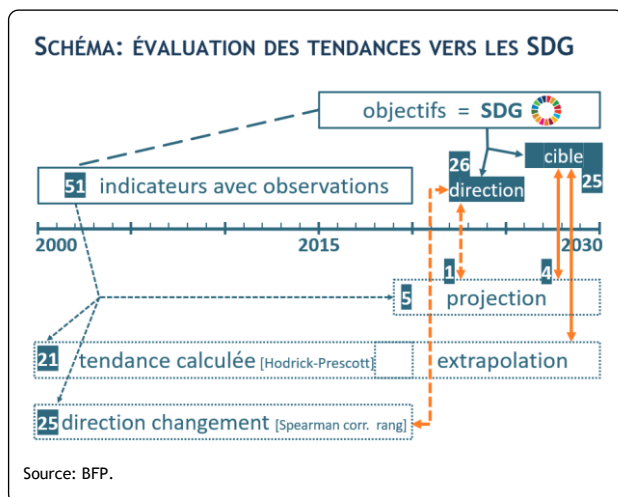 SCHÉMA: ÉVALUATION DES TENDANCES VERS LES SDG
objectifs = SDG
26 direction
cible 25
51 indicateurs avec observations
2000 2015 2030
1 4
5 projection
21 tendance calculée [Hodrick-Prescott] extrapolation
25 direction changement [Spearman corr. rang]
Source: BFP.